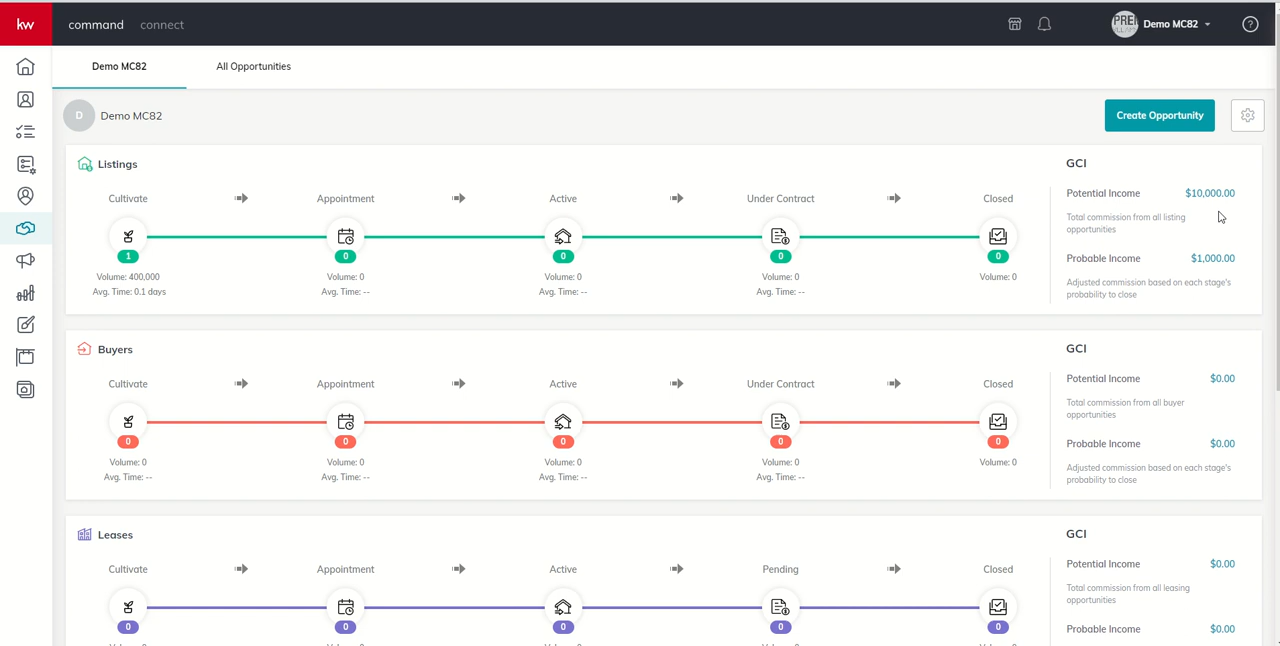 kw command connect Demo MC82
PREI
Demo MC82 All Opportunities
D Demo MC82 Create Opportunity
Listings
Cultivate Appointment Active Under Contract Closed
1 0 0 0 0
Volume: 400,000 Volume: 0 Volume: 0 Volume: 0 Volume: 0
Avg. Time: 0.1 days Avg. Time: -- Avg. Time: -- Avg. Time: --
GCI
Potential Income $10,000.00
Total commission from all listing
opportunities
Probable Income $1,000.00
Adjusted commission based on each stage's
probability to close
Buyers
Cultivate Appointment Active Under Contract Closed
0 0 0 0 0
Volume: 0 Volume: 0 Volume: 0 Volume: 0 Volume: 0
Avg. Time: -- Avg. Time: -- Avg. Time: -- Avg. Time: --
GCI
Potential Income $0.00
Total commission from all buyer
opportunities
Probable Income $0.00
Adjusted commission based on each stage's
probability to close
Leases
Cultivate Appointment Active Pending Closed
0 0 0 0 0
GCI
Potential Income $0.00
Total commission from all leasing
opportunities
Probable Income $0.00